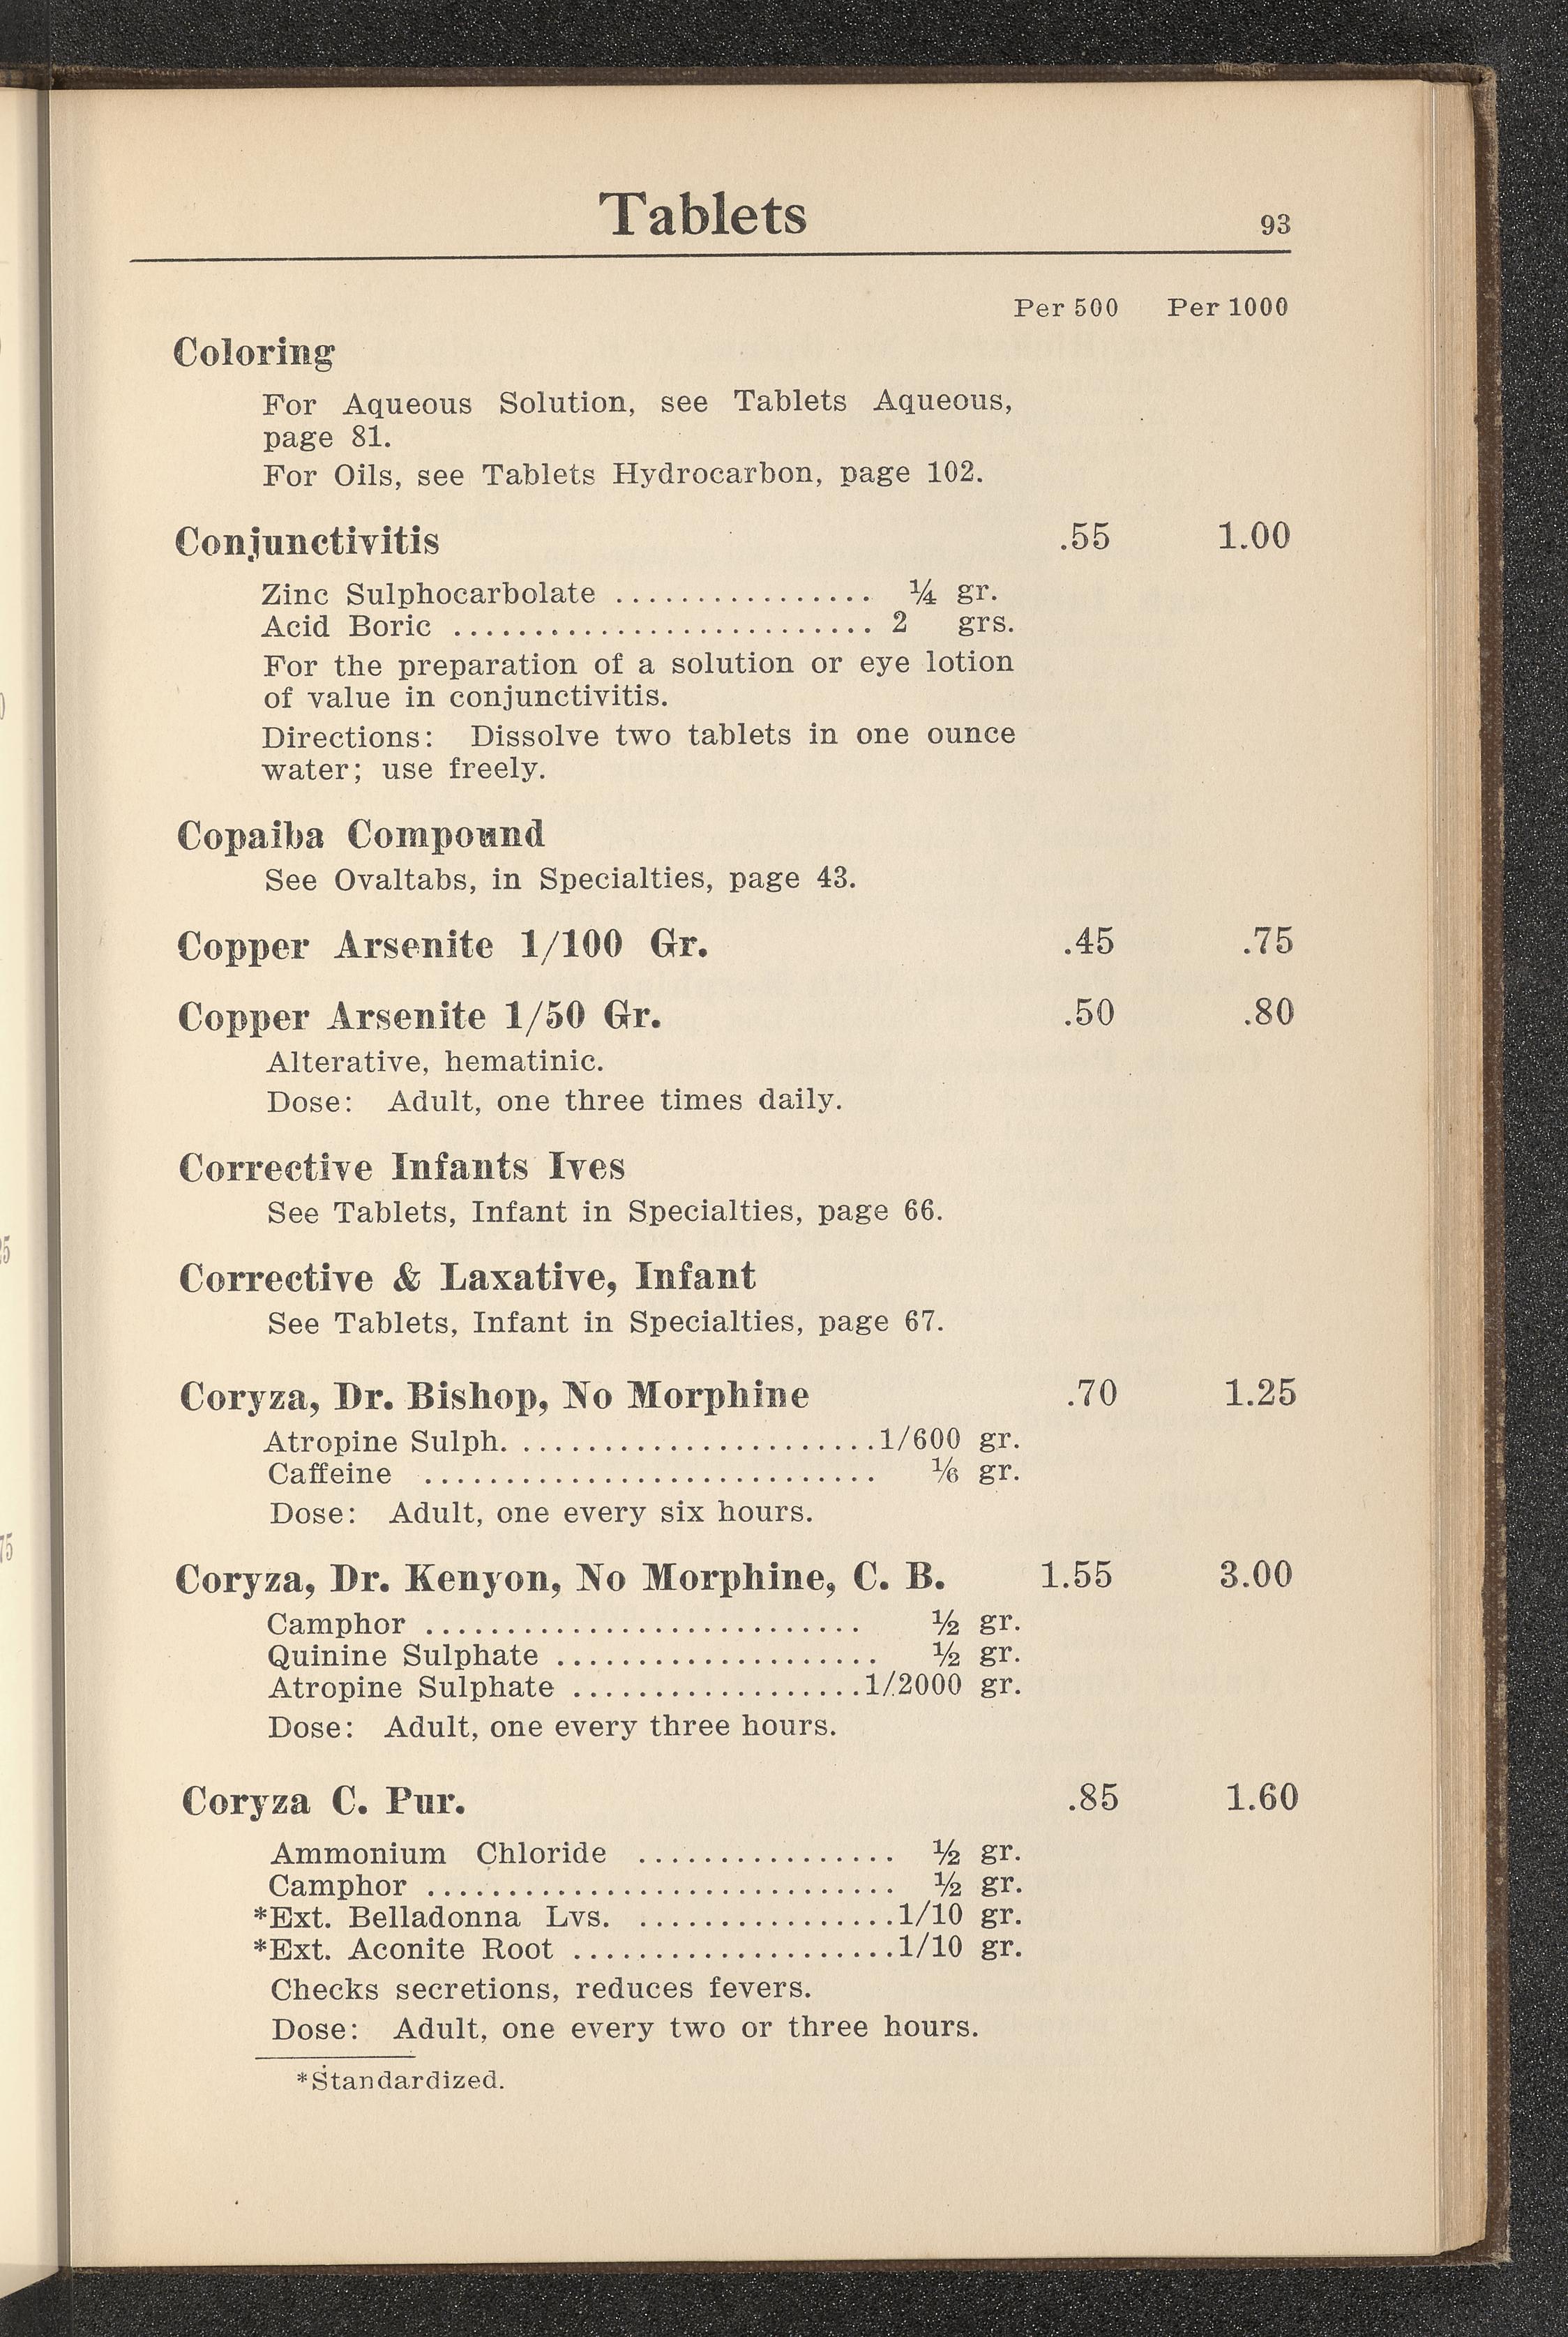 Tablets 93
Per 500 Per 1000
Coloring
For Aqueous Solution, see Tablets Aqueous,
page 81.
For Oils, see Tablets Hydrocarbon, page 102.
Conjunctivitis .55 1.00
Zinc Sulphocarbolate ................ ¼ gr.
Acid Boric .......................... 2 grs.
For the preparation of a solution or eye lotion
of value in conjunctivitis.
Directions: Dissolve two tablets in one ounce
water; use freely.
Copaiba Compound
See Ovaltabs, in Specialties, page 43.
Copper Arsenite 1/100 Gr. .45 .75
Copper Arsenite 1/50 Gr. .50 .80
Alterative, hematinic.
Dose: Adult, one three times daily.
Corrective Infants Ives
See Tablets, Infant in Specialties, page 66.
Corrective & Laxative, Infant
See Tablets, Infant in Specialties, page 67.
Coryza, Dr. Bishop, No Morphine .70 1.25
Atropine Sulph. ......................1/600 gr.
Caffeine ............................ ⅙ gr.
Dose: Adult, one every six hours.
Coryza, Dr. Kenyon, No Morphine, C. B. 1.55 3.00
Camphor ........................... ½ gr.
Quinine Sulphate .................... ½ gr.
Atropine Sulphate ..................1/2000 gr.
Dose: Adult, one every three hours.
Coryza C. Pur. .85 1.60
Ammonium Chloride ................ ½ gr.
Camphor ............................. ½ gr.
*Ext. Belladonna Lvs. ................1/10 gr.
*Ext. Aconite Root ....................1/10 gr.
Checks secretions, reduces fevers.
Dose: Adult, one every two or three hours.
*Standardized.